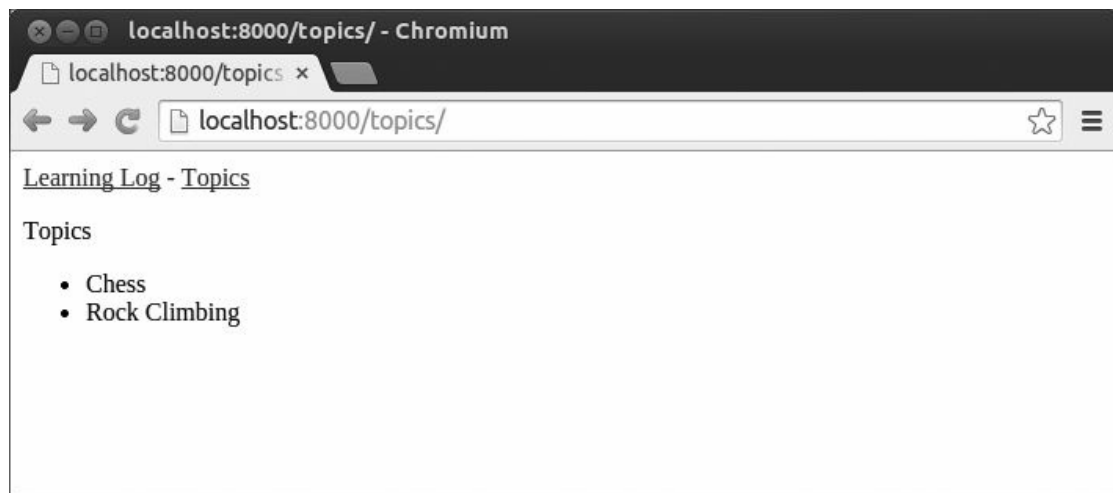 localhost:8000/topics/ - Chromium
localhost:8000/topics
localhost:8000/topics/
Learning Log - Topics
Topics
• Chess
• Rock Climbing